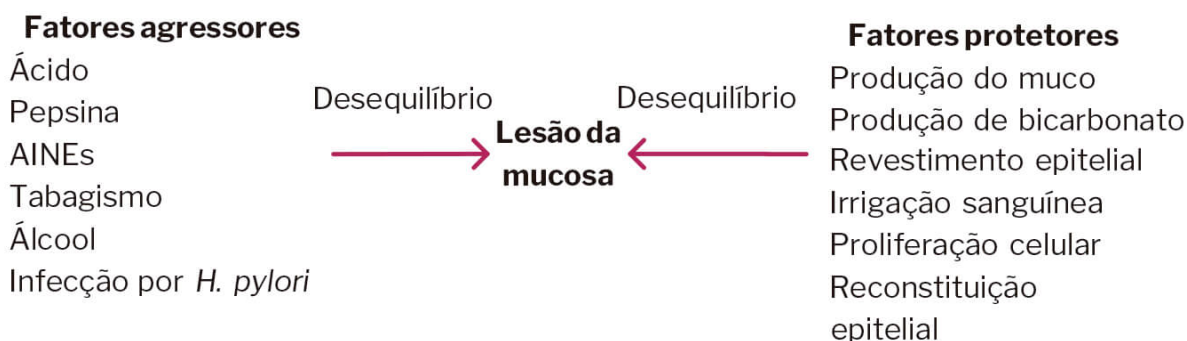 Fatores agressores
Ácido
Pepsina
AINEs
Tabagismo
Álcool
Infecção por H. pylori
Desequilíbrio
Lesão da
mucosa
Desequilíbrio
Fatores protetores
Produção do muco
Produção de bicarbonato
Revestimento epitelial
Irrigação sanguínea
Proliferação celular
Reconstituição
epitelial